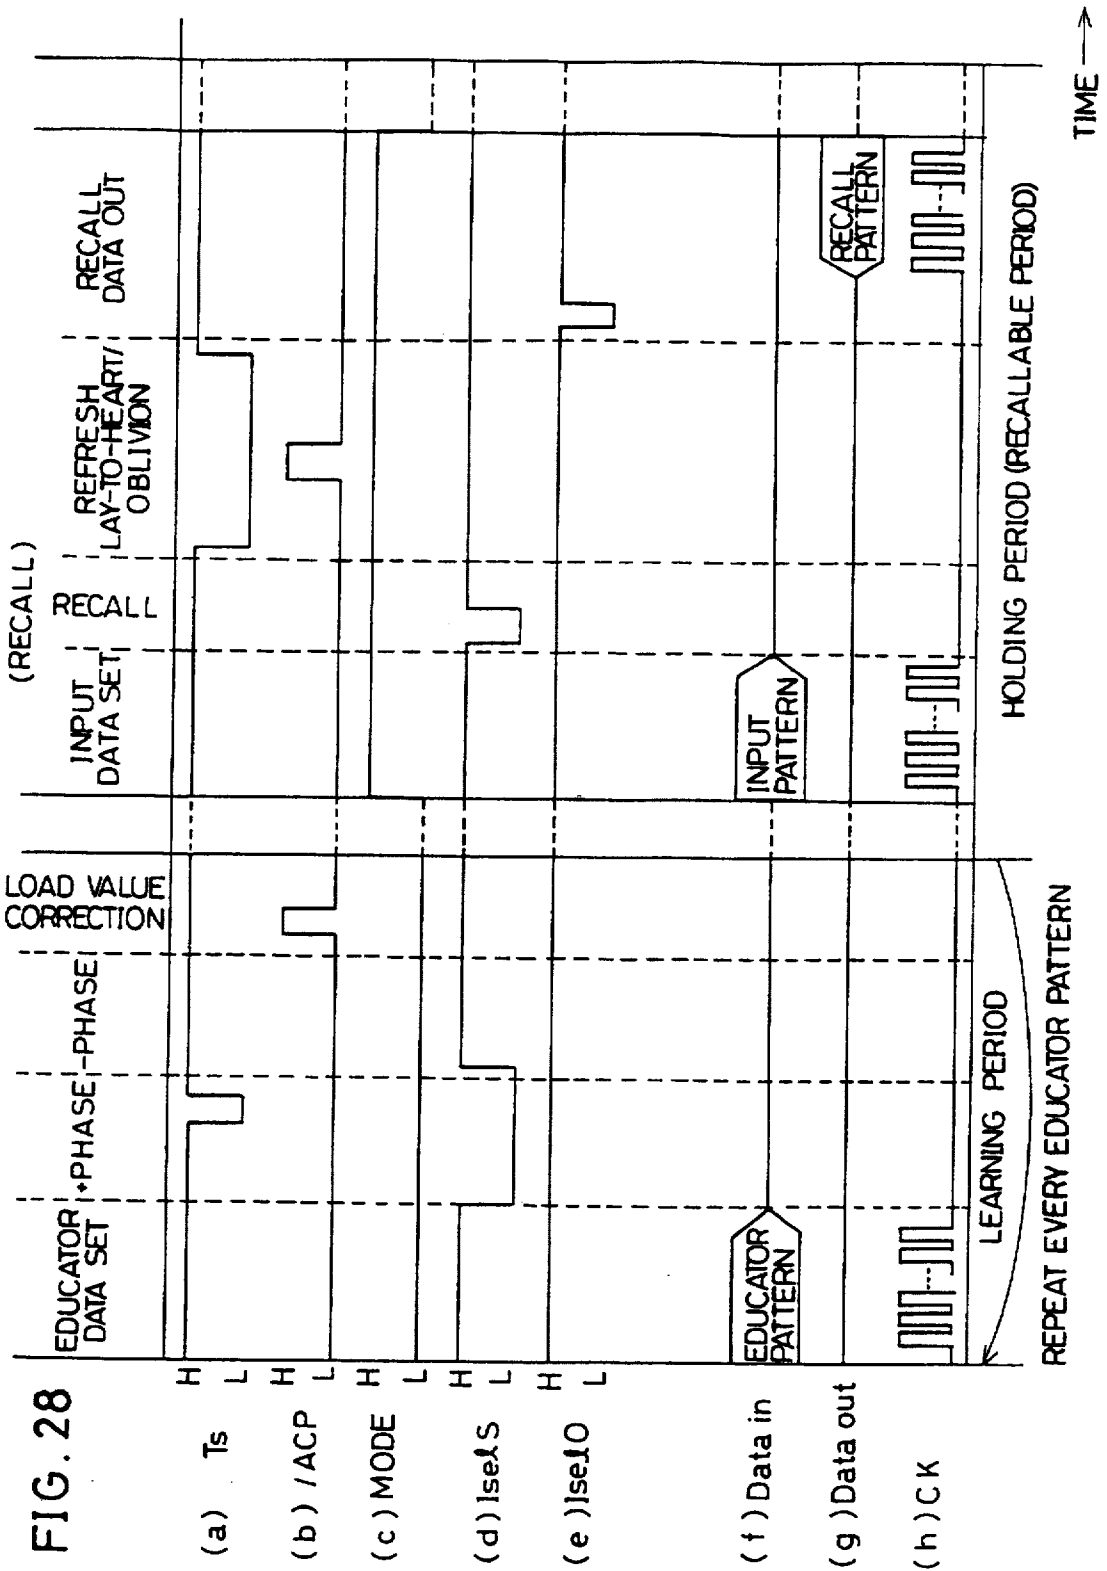 FIG. 28
(RECALL)
EDUCATOR
DATA SET
+PHASE
-PHASE
LOAD VALUE
CORRECTION
INPUT
DATA SET
RECALL
REFRESH
LAY-TO-HEART/
OBLIVION
RECALL
DATA OUT
(a) Ts
H
L
(b) /ACP
H
L
(c) MODE
H
L
(d) IselS
H
L
(e) IselO
H
L
(f) Data in
EDUCATOR
PATTERN
INPUT
PATTERN
(g) Data out
RECALL
PATTERN
(h) CK
LEARNING PERIOD
HOLDING PERIOD (RECALLABLE PERIOD)
REPEAT EVERY EDUCATOR PATTERN
TIME